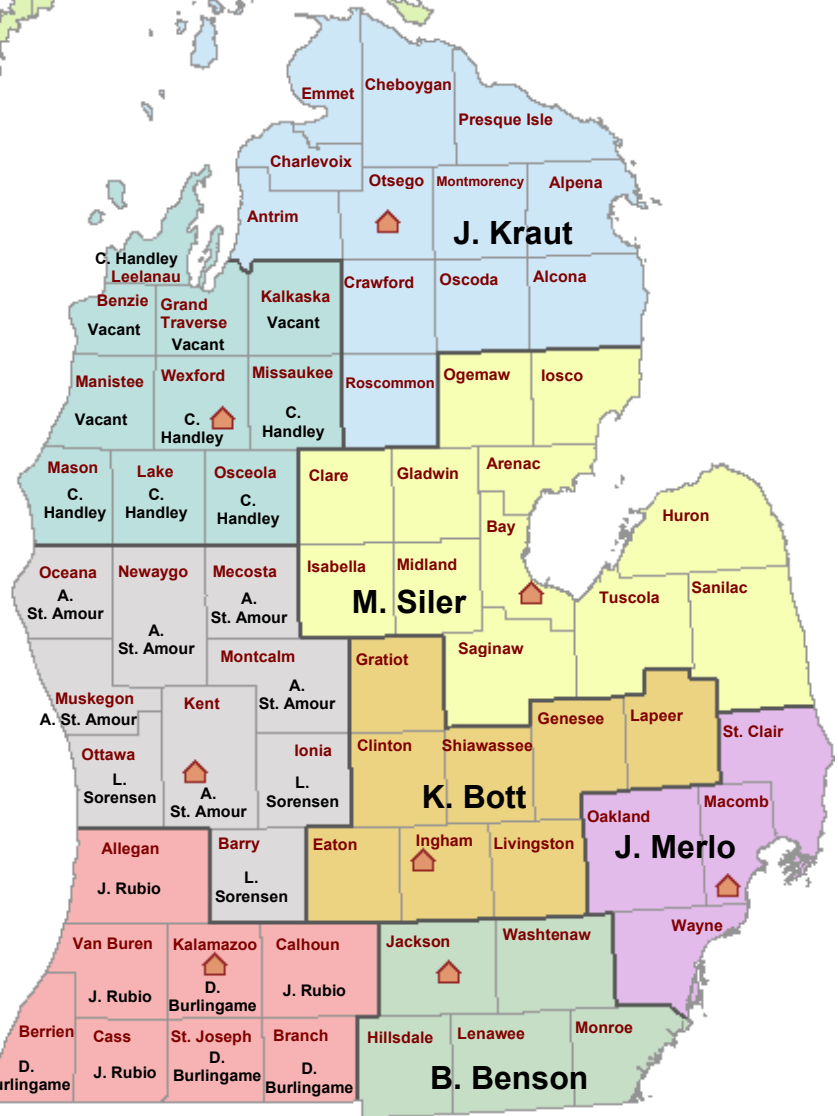 Emmet
Cheboygan
Presque Isle
Charlevoix
Otsego
Montmorency
Alpena
Antrim
J. Kraut
C. Handley
Leelanau
Crawford
Oscoda
Alcona
Benzie
Vacant
Grand
Traverse
Vacant
Kalkaska
Vacant
Manistee
Vacant
Wexford
C.
Handley
Missaukee
C.
Handley
Roscommon
Ogemaw
Iosco
Mason
C.
Handley
Lake
C.
Handley
Osceola
C.
Handley
Clare
Gladwin
Arenac
Bay
Huron
Isabella
Midland
M. Siler
Tuscola
Sanilac
Saginaw
Oceana
A.
St. Amour
Newaygo
A.
St. Amour
Mecosta
A.
St. Amour
Montcalm
A.
St. Amour
Muskegon
A. St. Amour
Kent
A.
St. Amour
Ottawa
L.
Sorensen
Ionia
L.
Sorensen
Gratiot
Clinton
Shiawassee
Genesee
Lapeer
K. Bott
St. Clair
Oakland
Macomb
J. Merlo
Wayne
Allegan
J. Rubio
Barry
L.
Sorensen
Eaton
Ingham
Livingston
Van Buren
J. Rubio
Kalamazoo
D.
Burlingame
Calhoun
J. Rubio
Jackson
Washtenaw
Berrien
D.
urlingame
Cass
J. Rubio
St. Joseph
D.
Burlingame
Branch
D.
Burlingame
Hillsdale
Lenawee
Monroe
B. Benson